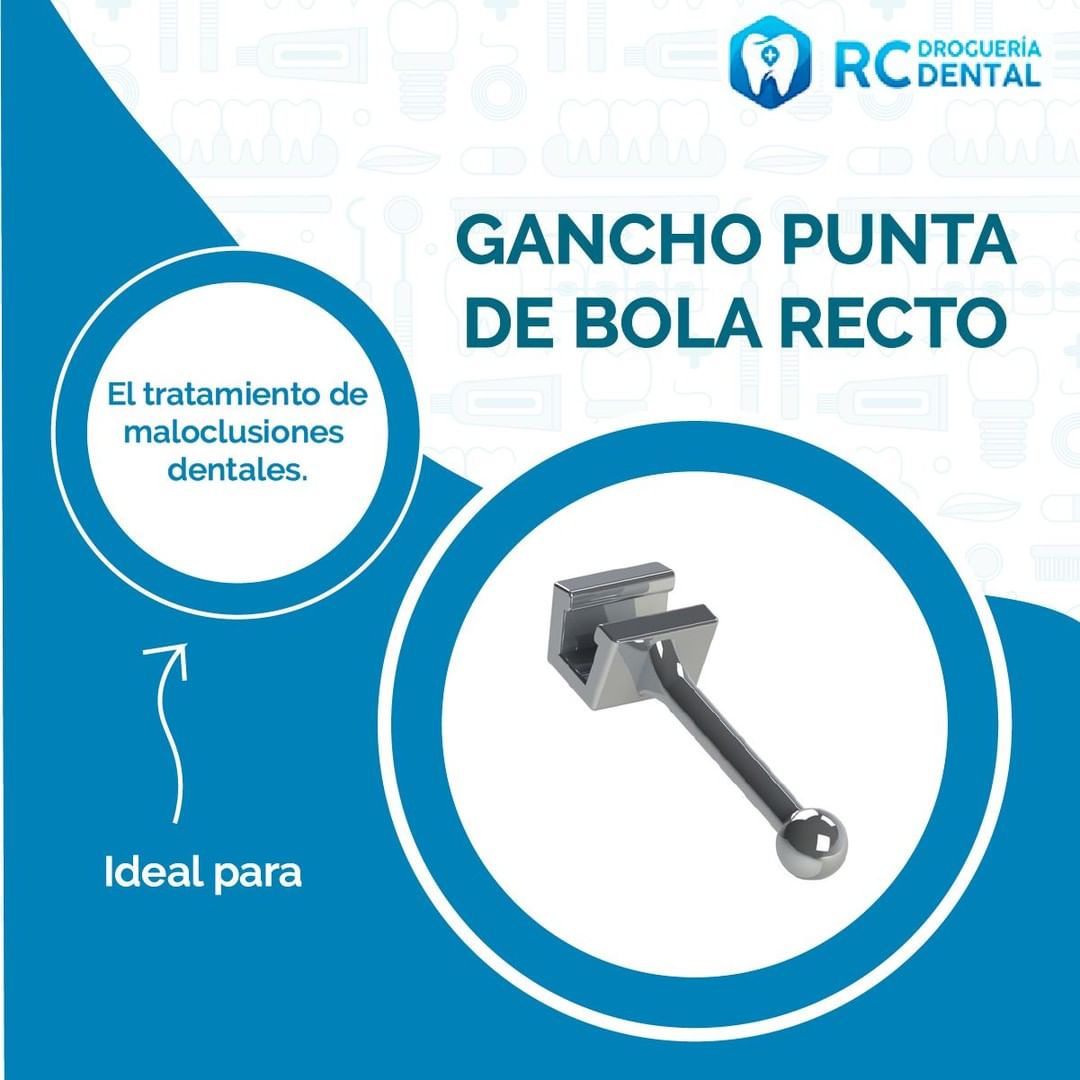 RC DROGUERÍA
DENTAL
GANCHO PUNTA
DE BOLA RECTO
El tratamiento de
maloclusiones
dentales.
Ideal para